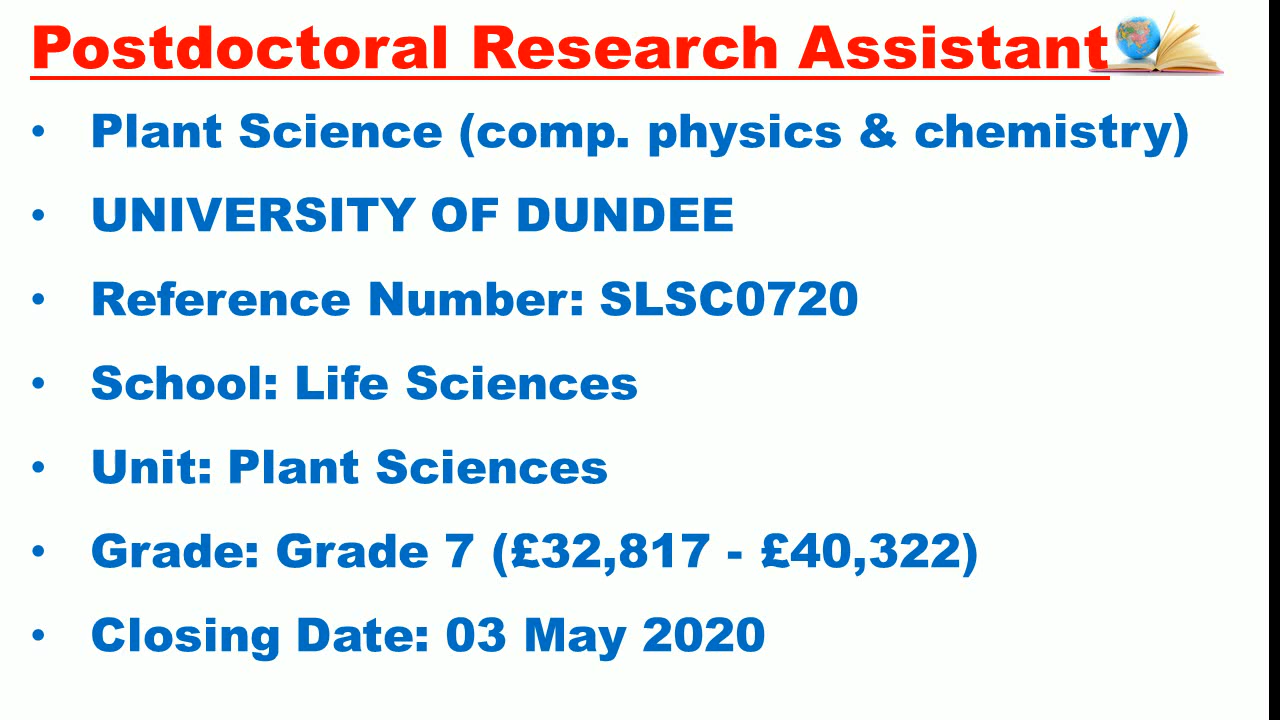 Postdoctoral Research Assistant
• Plant Science (comp. physics & chemistry)
• UNIVERSITY OF DUNDEE
• Reference Number: SLSC0720
• School: Life Sciences
• Unit: Plant Sciences
• Grade: Grade 7 (£32,817 - £40,322)
• Closing Date: 03 May 2020